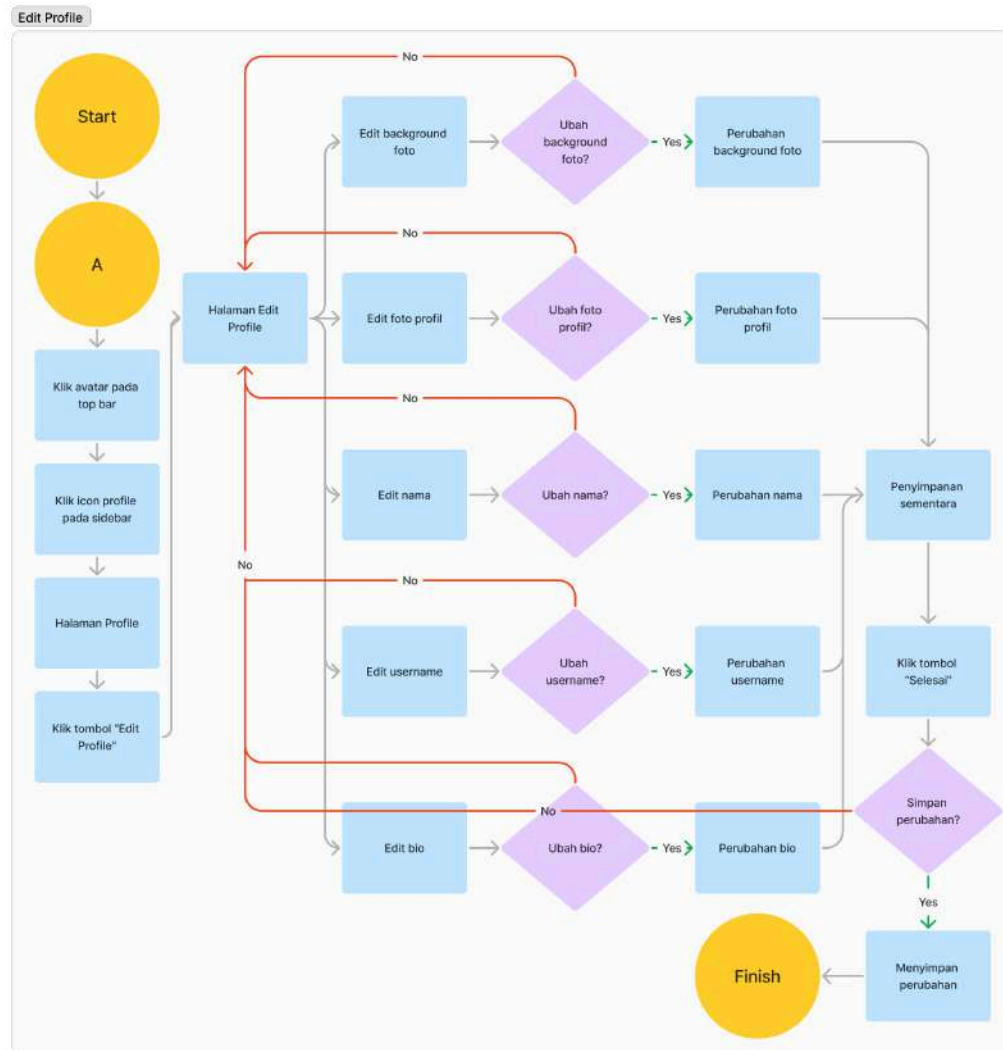 Edit Profile
Start
A
Klik avatar pada
top bar
Klik icon profile
pada sidebar
Halaman Profile
Klik tombol "Edit
Profile"
Halaman Edit
Profile
No
Edit background
foto
Ubah
background
foto?
Yes
Perubahan
background foto
No
Edit foto profil
Ubah foto
profil?
Yes
Perubahan foto
profil
No
Edit nama
Ubah nama?
Yes
Perubahan nama
No
Edit username
Ubah
username?
Yes
Perubahan
username
No
Edit bio
Ubah bio?
Yes
Perubahan bio
Penyimpanan
sementara
Klik tombol
"Selesai"
Simpan
perubahan?
No
Yes
Menyimpan
perubahan
Finish